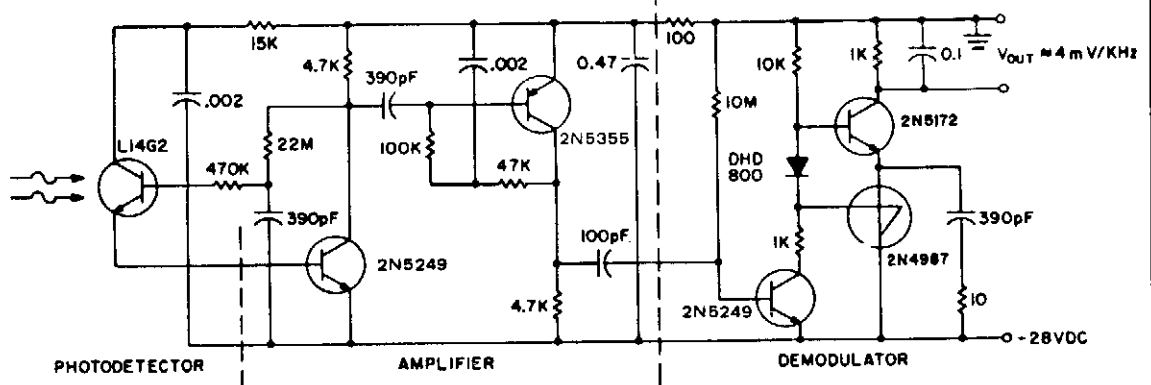 15K
100
4.7K
390pF
.002
0.47
10K
1K
0.1
V_OUT ≈ 4mV/KHz
.002
10M
2N5355
2N5172
L14G2
22M
100K
47K
DHD
800
470K
390pF
390pF
100pF
1K
2N4987
2N5249
4.7K
2N5249
10
-28VDC
PHOTODETECTOR
AMPLIFIER
DEMODULATOR